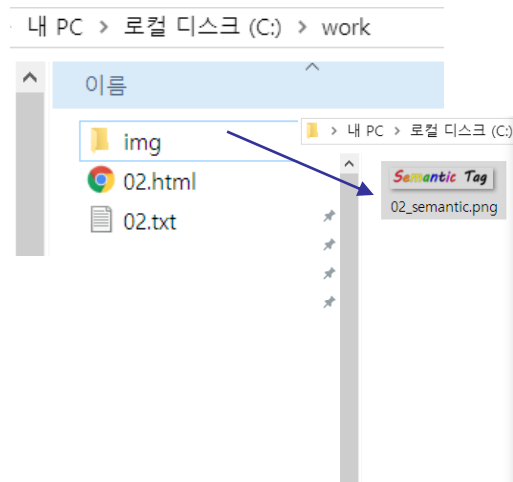 내 PC > 로컬 디스크 (C:) > work
이름
img
02.html
02.txt
> 내 PC > 로컬 디스크 (C:)
Semantic Tag
02_semantic.png